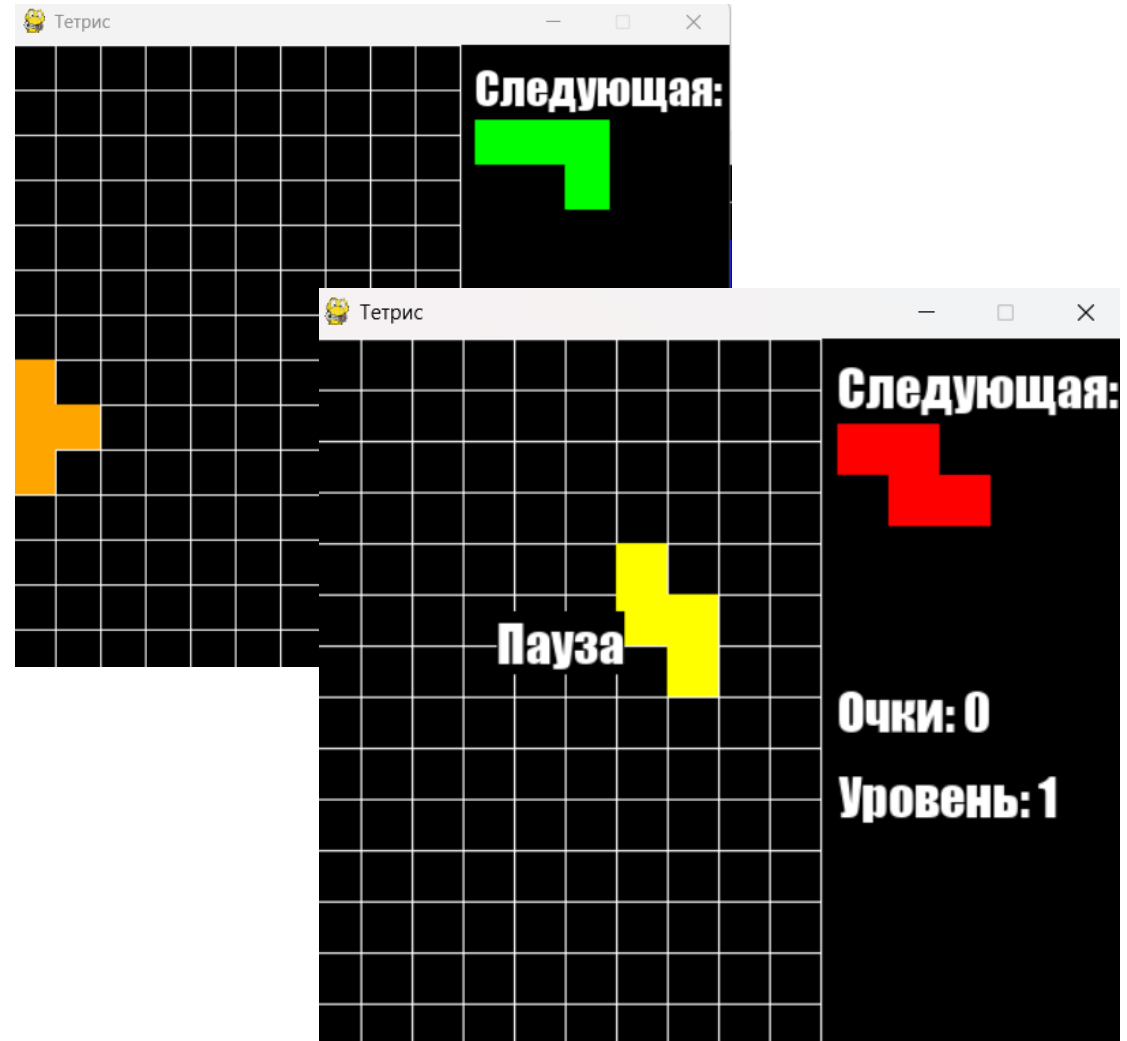 Тетрис
Следующая:
Тетрис
Следующая:
Пауза
Очки: 0
Уровень: 1